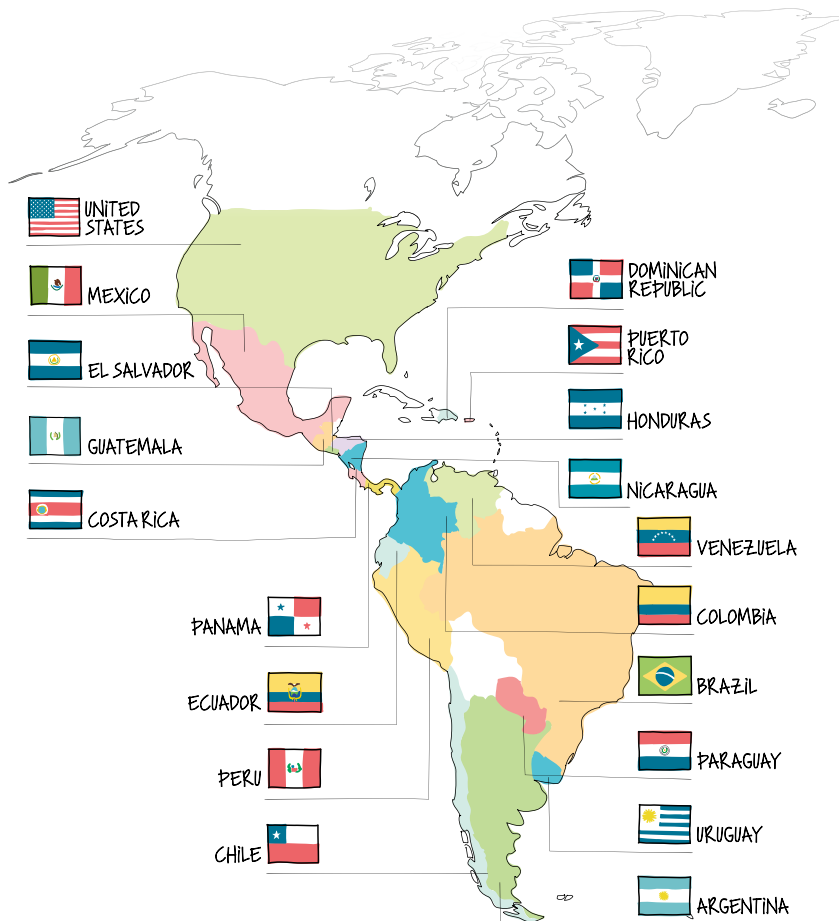 UNITED
STATES
MEXICO
EL SALVADOR
GUATEMALA
COSTA RICA
DOMINICAN
REPUBLIC
PUERTO
RICO
HONDURAS
NICARAGUA
VENEZUELA
COLOMBIA
BRAZIL
PARAGUAY
URUGUAY
ARGENTINA
PANAMA
ECUADOR
PERU
CHILE